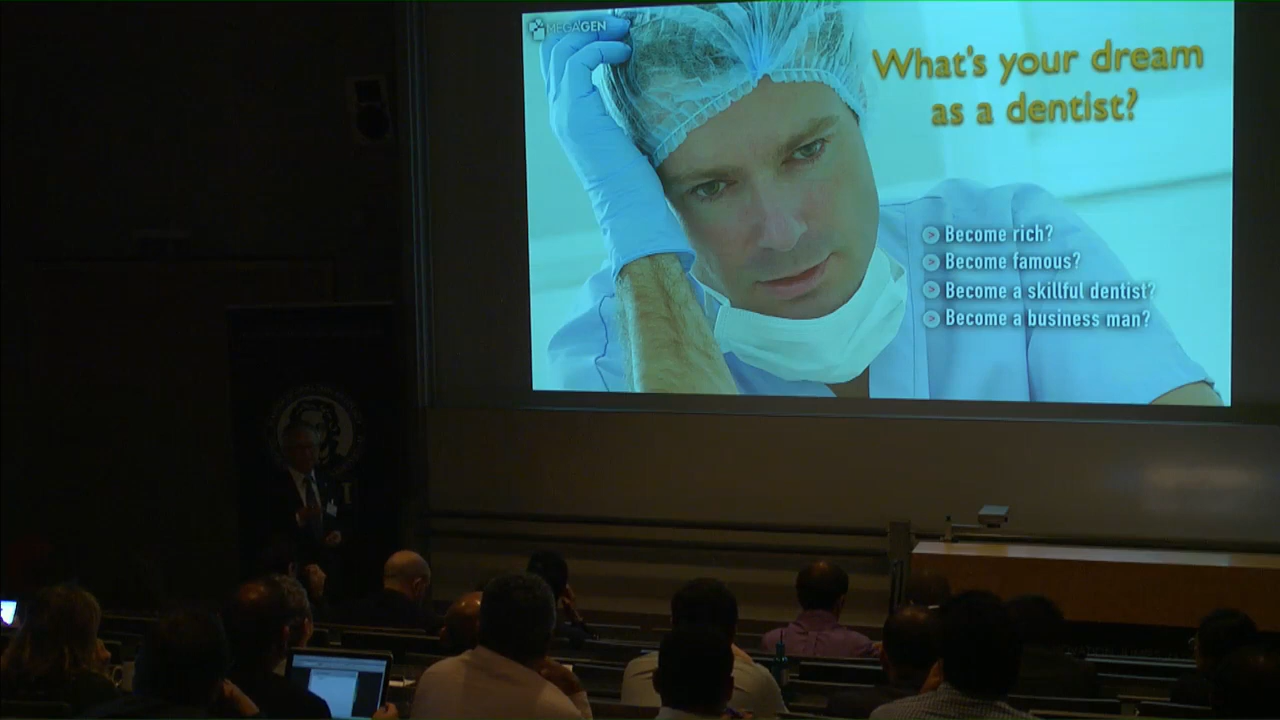 MEGAGEN
What's your dream
as a dentist?
Become rich?
Become famous?
Become a skillful dentist?
Become a business man?